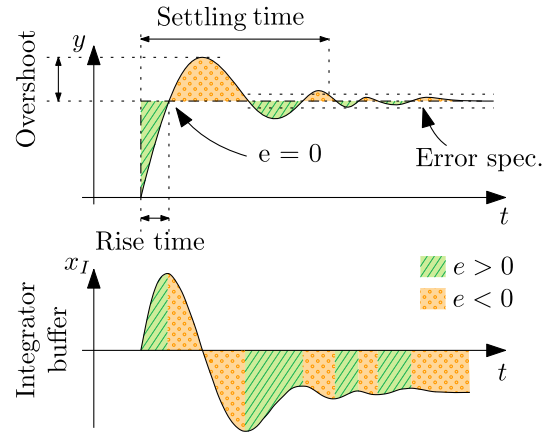 Settling time
y
Overshoot
e = 0
Error spec.
t
Rise time
x_I
e > 0
e < 0
Integrator
buffer
t